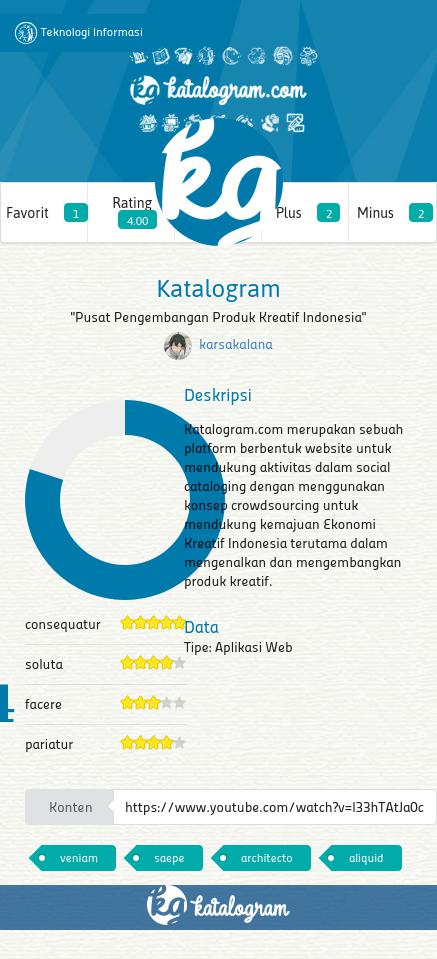 Teknologi Informasi
katalogram.com
ka
Favorit 1
Rating 4.00
Plus 2
Minus 2
Katalogram
"Pusat Pengembangan Produk Kreatif Indonesia"
karsakalana
Deskripsi
Katalogram.com merupakan sebuah
platform berbentuk website untuk
mendukung aktivitas dalam social
cataloging dengan menggunakan
konsep crowdsourcing untuk
mendukung kemajuan Ekonomi
Kreatif Indonesia terutama dalam
mengenalkan dan mengembangkan
produk kreatif.
consequatur
soluta
facere
pariatur
Data
Tipe: Aplikasi Web
Konten https://www.youtube.com/watch?v=l33hTAtJa0c
veniam saepe architecto aliquid
katalogram